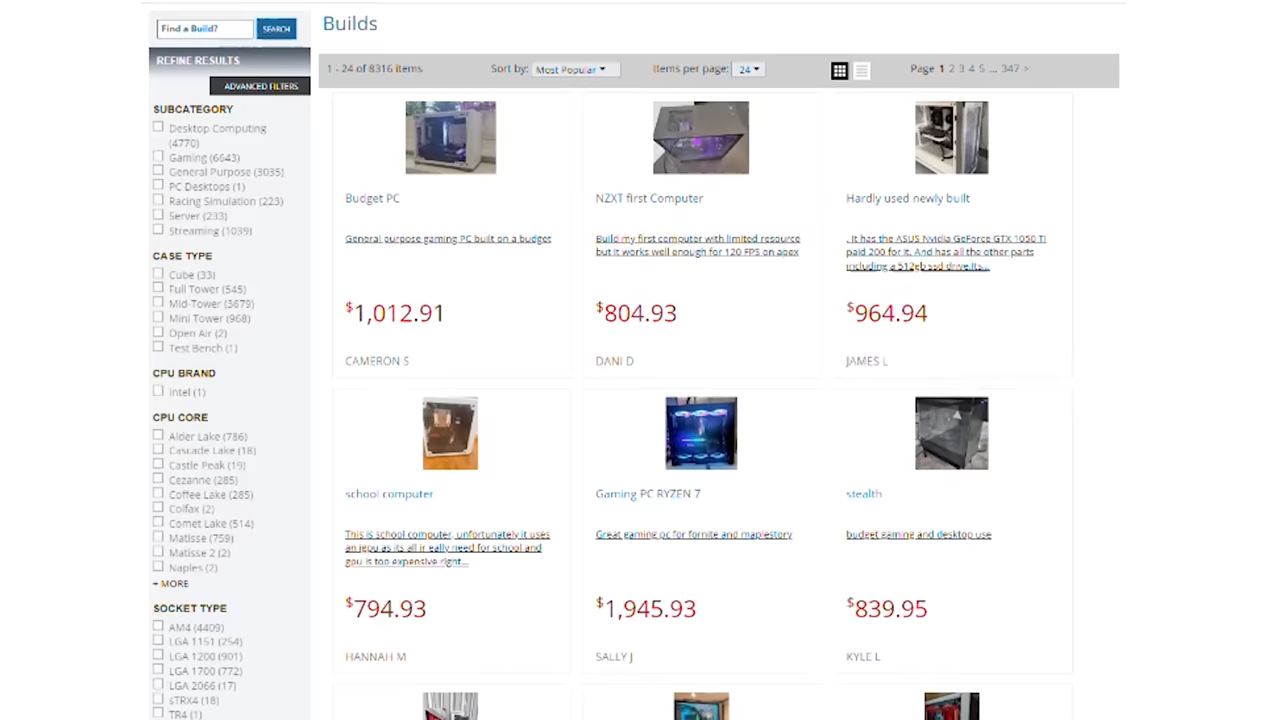 Find a Build?
SEARCH
Builds
REFINE RESULTS
ADVANCED FILTERS
1 - 24 of 8316 items
Sort by: Most Popular
Items per page: 24
Page 1 2 3 4 5 ... 347 >
SUBCATEGORY
Desktop Computing
(4770)
Gaming (6643)
General Purpose (3035)
PC Desktops (1)
Racing Simulation (223)
Server (233)
Streaming (1039)
CASE TYPE
Cube (33)
Full Tower (545)
Mid-Tower (3679)
Mini Tower (968)
Open Air (2)
Test Bench (1)
CPU BRAND
Intel (1)
CPU CORE
Alder Lake (786)
Cascade Lake (18)
Castle Peak (19)
Cezanne (285)
Coffee Lake (285)
Colfax (2)
Comet Lake (514)
Matisse (759)
Matisse 2 (2)
Naples (2)
+ MORE
SOCKET TYPE
AM4 (4409)
LGA 1151 (254)
LGA 1200 (901)
LGA 1700 (772)
LGA 2066 (17)
sTRX4 (18)
TR4 (1)
Budget PC
General purpose gaming PC built on a budget
$1,012.91
CAMERON S
NZXT first Computer
Build my first computer with limited resource
but it works well enough for 120 FPS on apex
$804.93
DANI D
Hardly used newly built
. It has the ASUS Nvidia GeForce GTX 1050 TI
paid 200 for it. And has all the other parts
including a 512gb ssd drive.Its...
$964.94
JAMES L
school computer
This is school computer, unfortunately it uses
an igpu as its all ir eally need for school and
gpu is too expensive right...
$794.93
HANNAH M
Gaming PC RYZEN 7
Great gaming pc for fornite and maplestory
$1,945.93
SALLY J
stealth
budget gaming and desktop use
$839.95
KYLE L